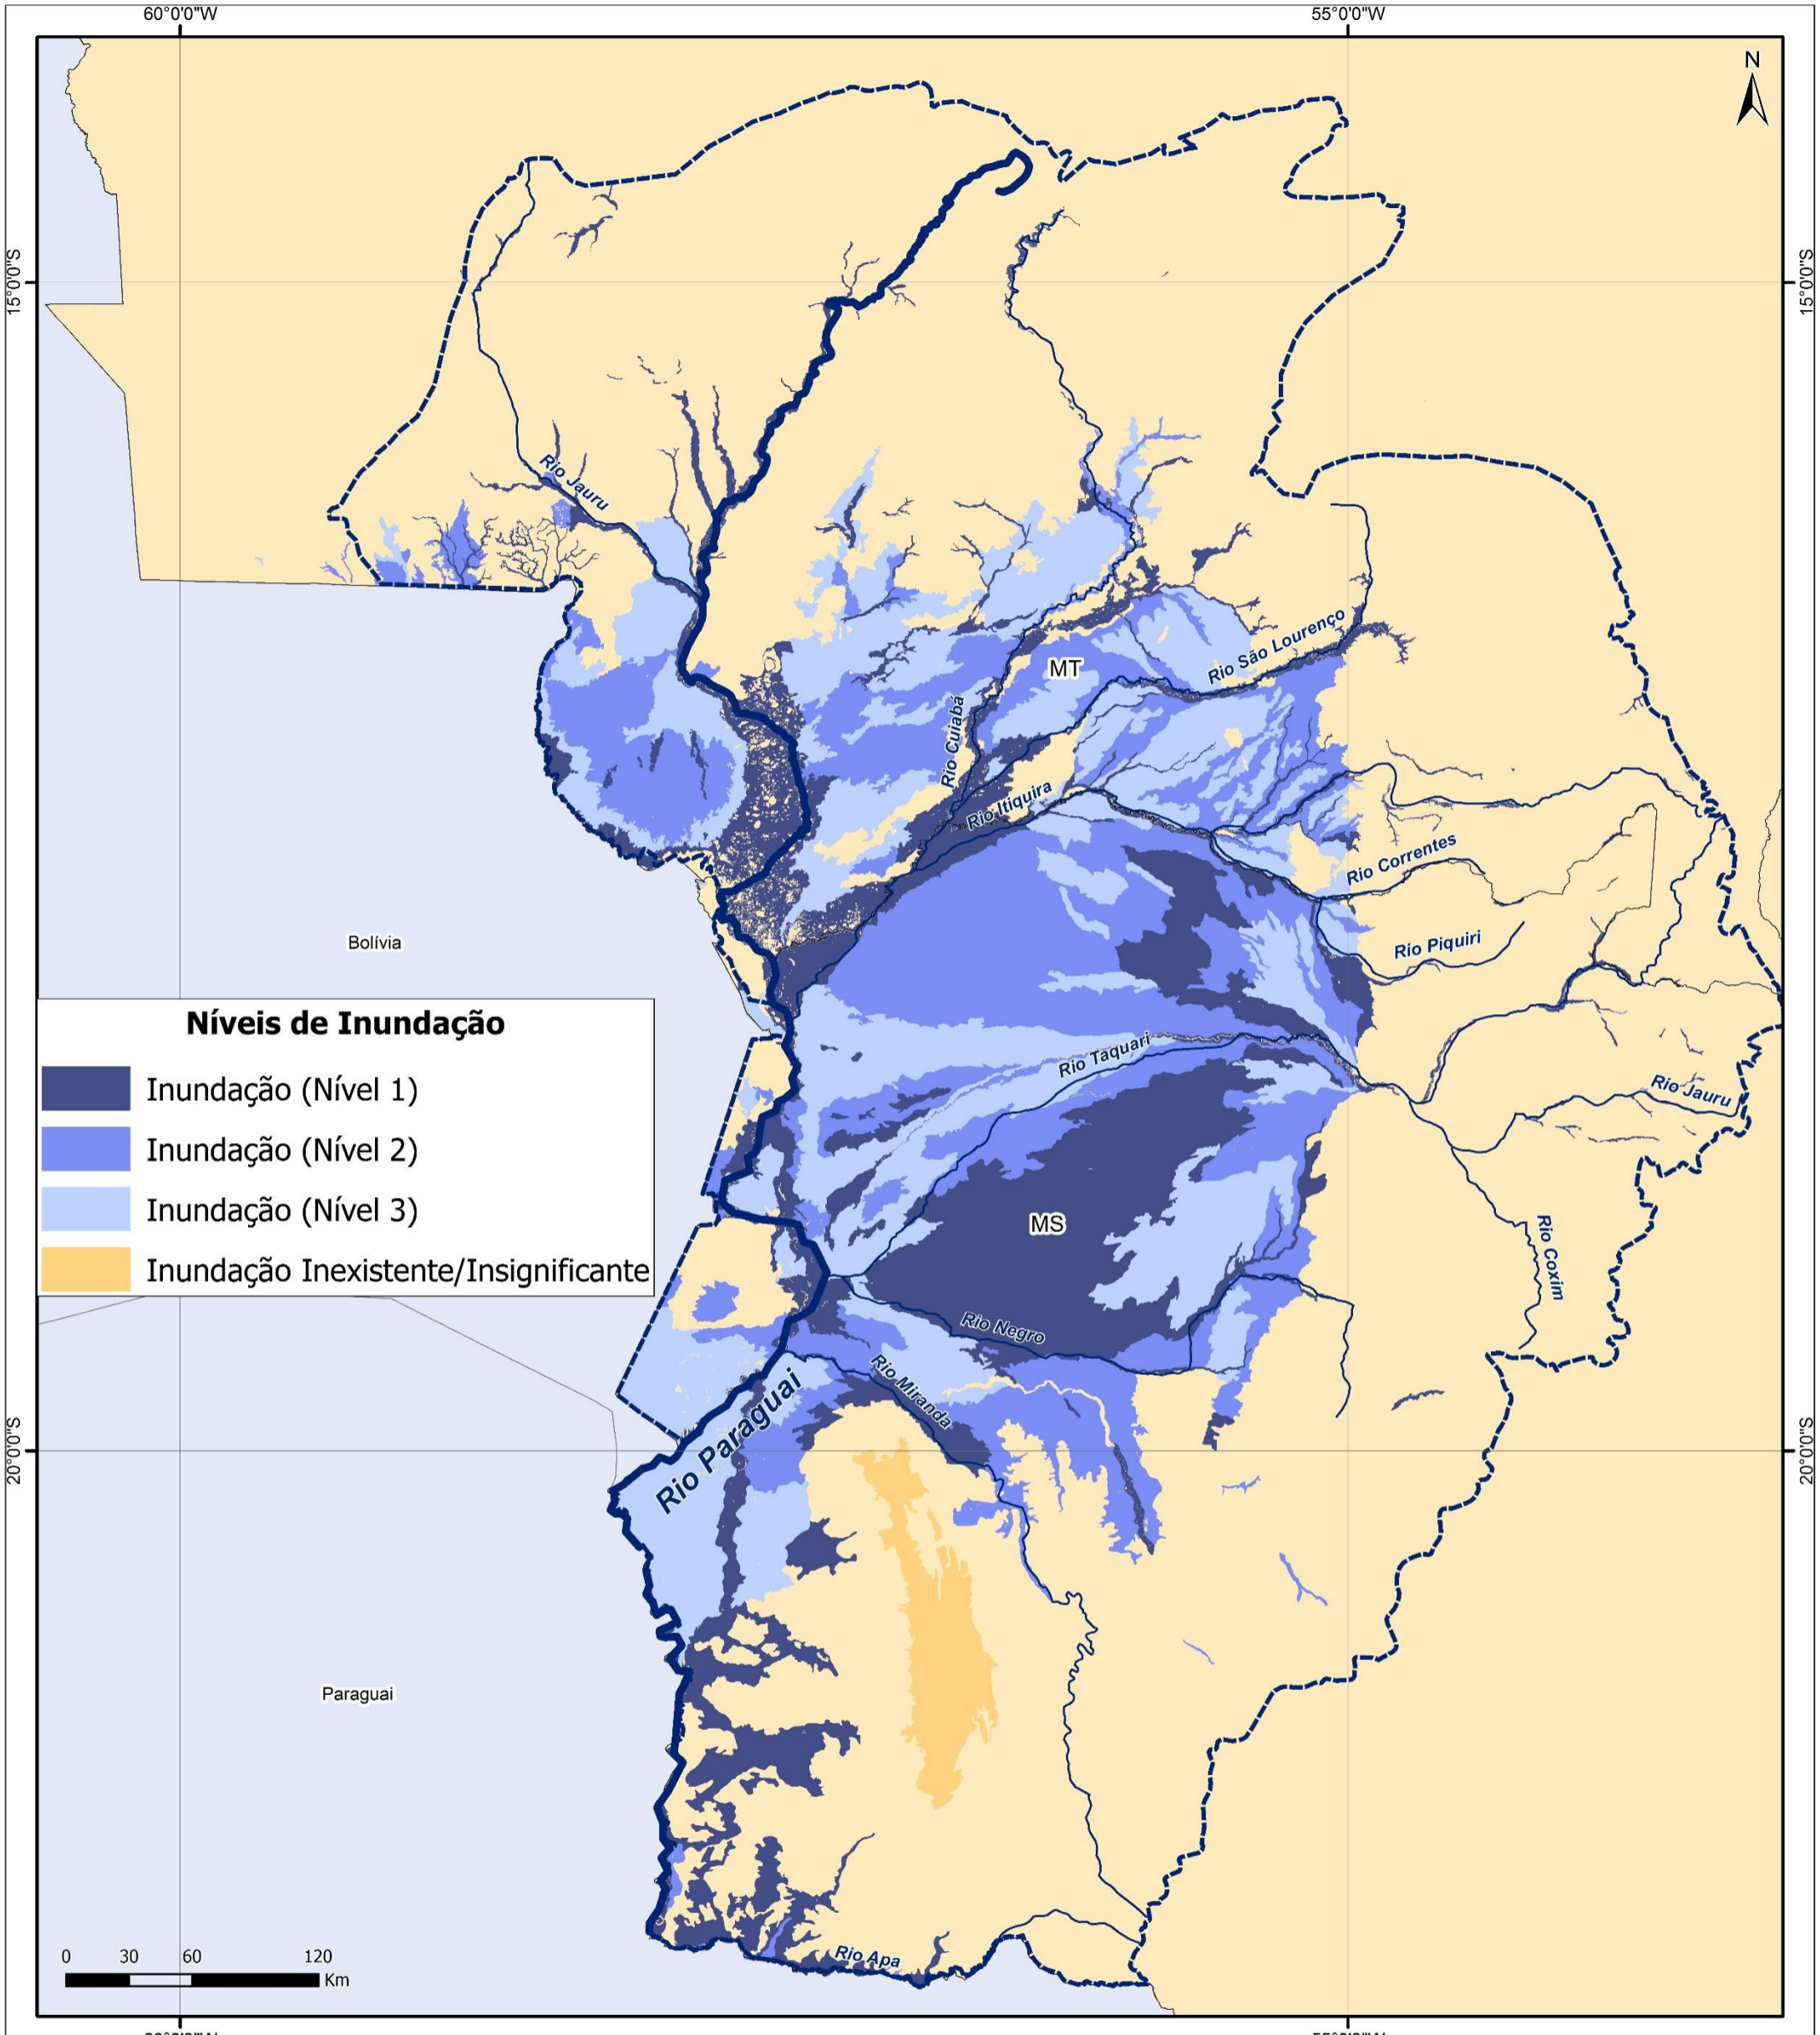 60°0'0"W
55°0'0"W
N
15°0'0"S
15°0'0"S
Rio Jauru
Rio São Lourenço
MT
Rio Cuiabá
Rio Itiquira
Rio Correntes
Rio Piquiri
Bolívia
Níveis de Inundação
Inundação (Nível 1)
Inundação (Nível 2)
Inundação (Nível 3)
Inundação Inexistente/Insignificante
Rio Taquari
Rio Jauru
MS
Rio Coxim
Rio Negro
Rio Miranda
Rio Paraguai
20°0'0"S
20°0'0"S
Paraguai
Rio Apa
0 30 60 120
Km